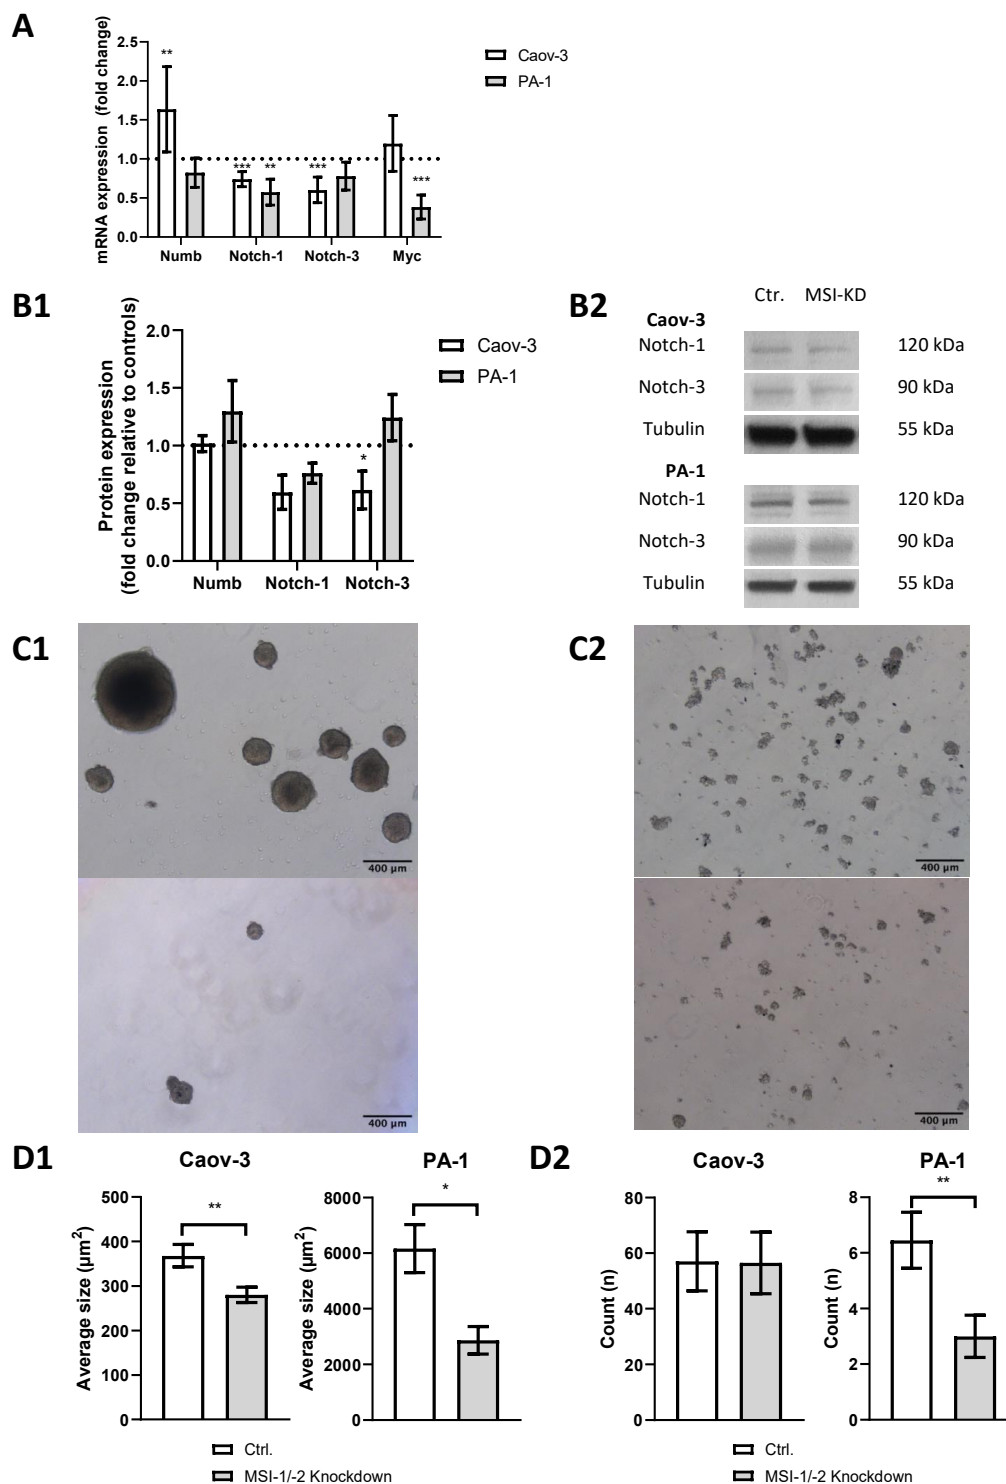 A
mRNA expression (fold change)
2.5
2.0
1.5
1.0
0.5
0.0
**
***
**
***
***
Numb Notch-1 Notch-3 Myc
Caov-3
PA-1
B1
Protein expression
(fold change relative to controls)
2.0
1.5
1.0
0.5
0.0
*
Numb Notch-1 Notch-3
Caov-3
PA-1
B2
Ctr. MSI-KD
Caov-3
Notch-1 120 kDa
Notch-3 90 kDa
Tubulin 55 kDa
PA-1
Notch-1 120 kDa
Notch-3 90 kDa
Tubulin 55 kDa
C1
400 µm
400 µm
C2
400 µm
400 µm
D1
Caov-3
Average size (µm²)
500
400
300
200
100
0
**
PA-1
Average size (µm²)
8000
6000
4000
2000
0
*
Ctrl.
MSI-1/-2 Knockdown
D2
Caov-3
Count (n)
80
60
40
20
0
PA-1
Count (n)
8
6
4
2
0
**
Ctrl.
MSI-1/-2 Knockdown